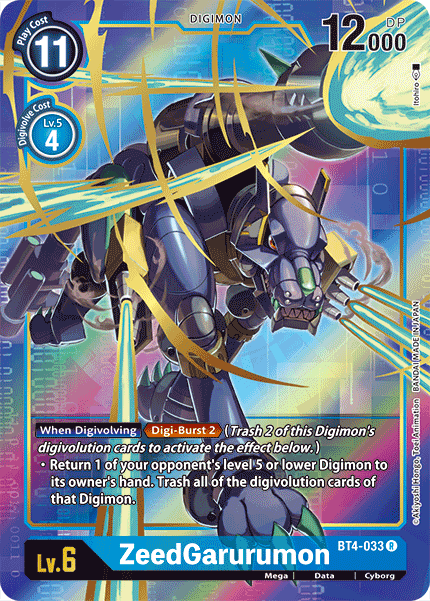 Play Cost
11
DIGIMON
12000
DP
Digivolve Cost
Lv.5
4
Itohiro
©Akiyoshi Hongo, Toei Animation BANDAI MADE IN JAPAN
When Digivolving Digi-Burst 2 (Trash 2 of this Digimon's
digivolution cards to activate the effect below.)
• Return 1 of your opponent's level 5 or lower Digimon to
its owner's hand. Trash all of the digivolution cards of
that Digimon.
Lv.6 ZeedGarurumon BT4-033 R
Mega Data Cyborg